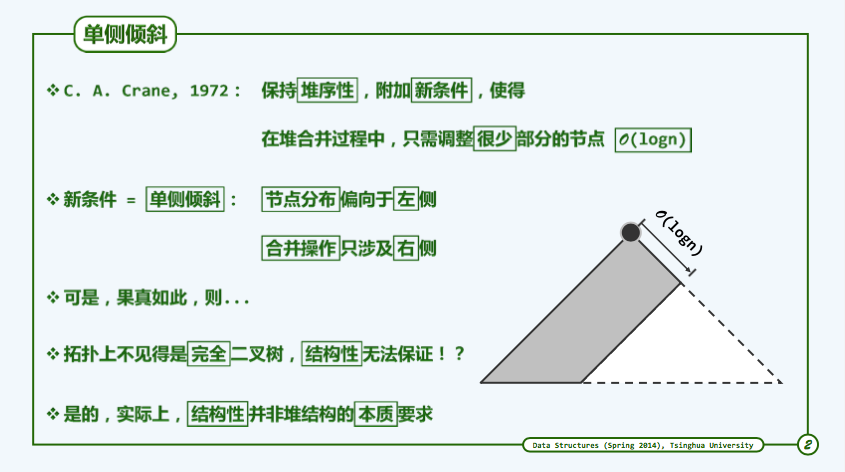 单侧倾斜
❖ C. A. Crane, 1972： 保持堆序性，附加新条件，使得
在堆合并过程中，只需调整很少部分的节点 𝒪(logn)
❖ 新条件 = 单侧倾斜： 节点分布偏向于左侧
合并操作只涉及右侧
❖ 可是，果真如此，则...
❖ 拓扑上不见得是完全二叉树，结构性无法保证！？
❖ 是的，实际上，结构性并非堆结构的本质要求
𝒪(logn)
Data Structures (Spring 2014), Tsinghua University
2